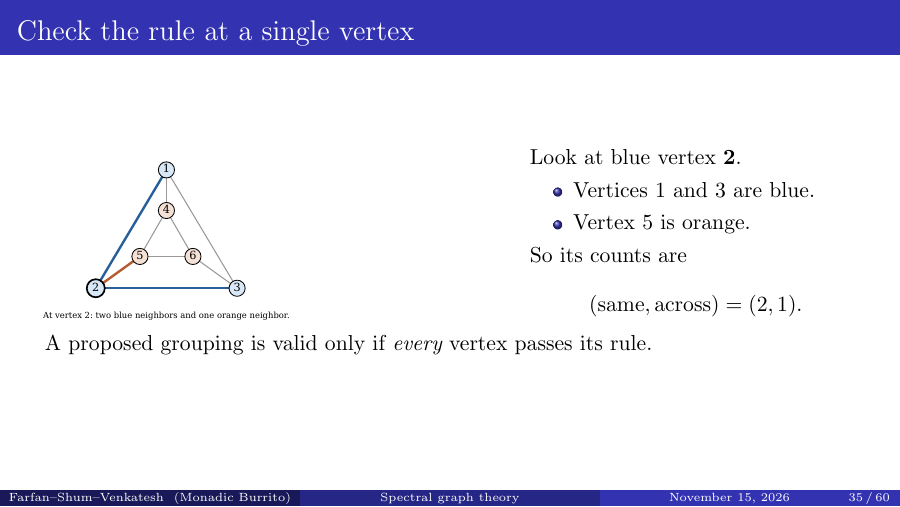 Check the rule at a single vertex
1
4
5
6
2
3
At vertex 2: two blue neighbors and one orange neighbor.
Look at blue vertex 2.
Vertices 1 and 3 are blue.
Vertex 5 is orange.
So its counts are
(same, across) = (2, 1).
A proposed grouping is valid only if every vertex passes its rule.
Farfan–Shum–Venkatesh (Monadic Burrito)
Spectral graph theory
November 15, 2026
35 / 60